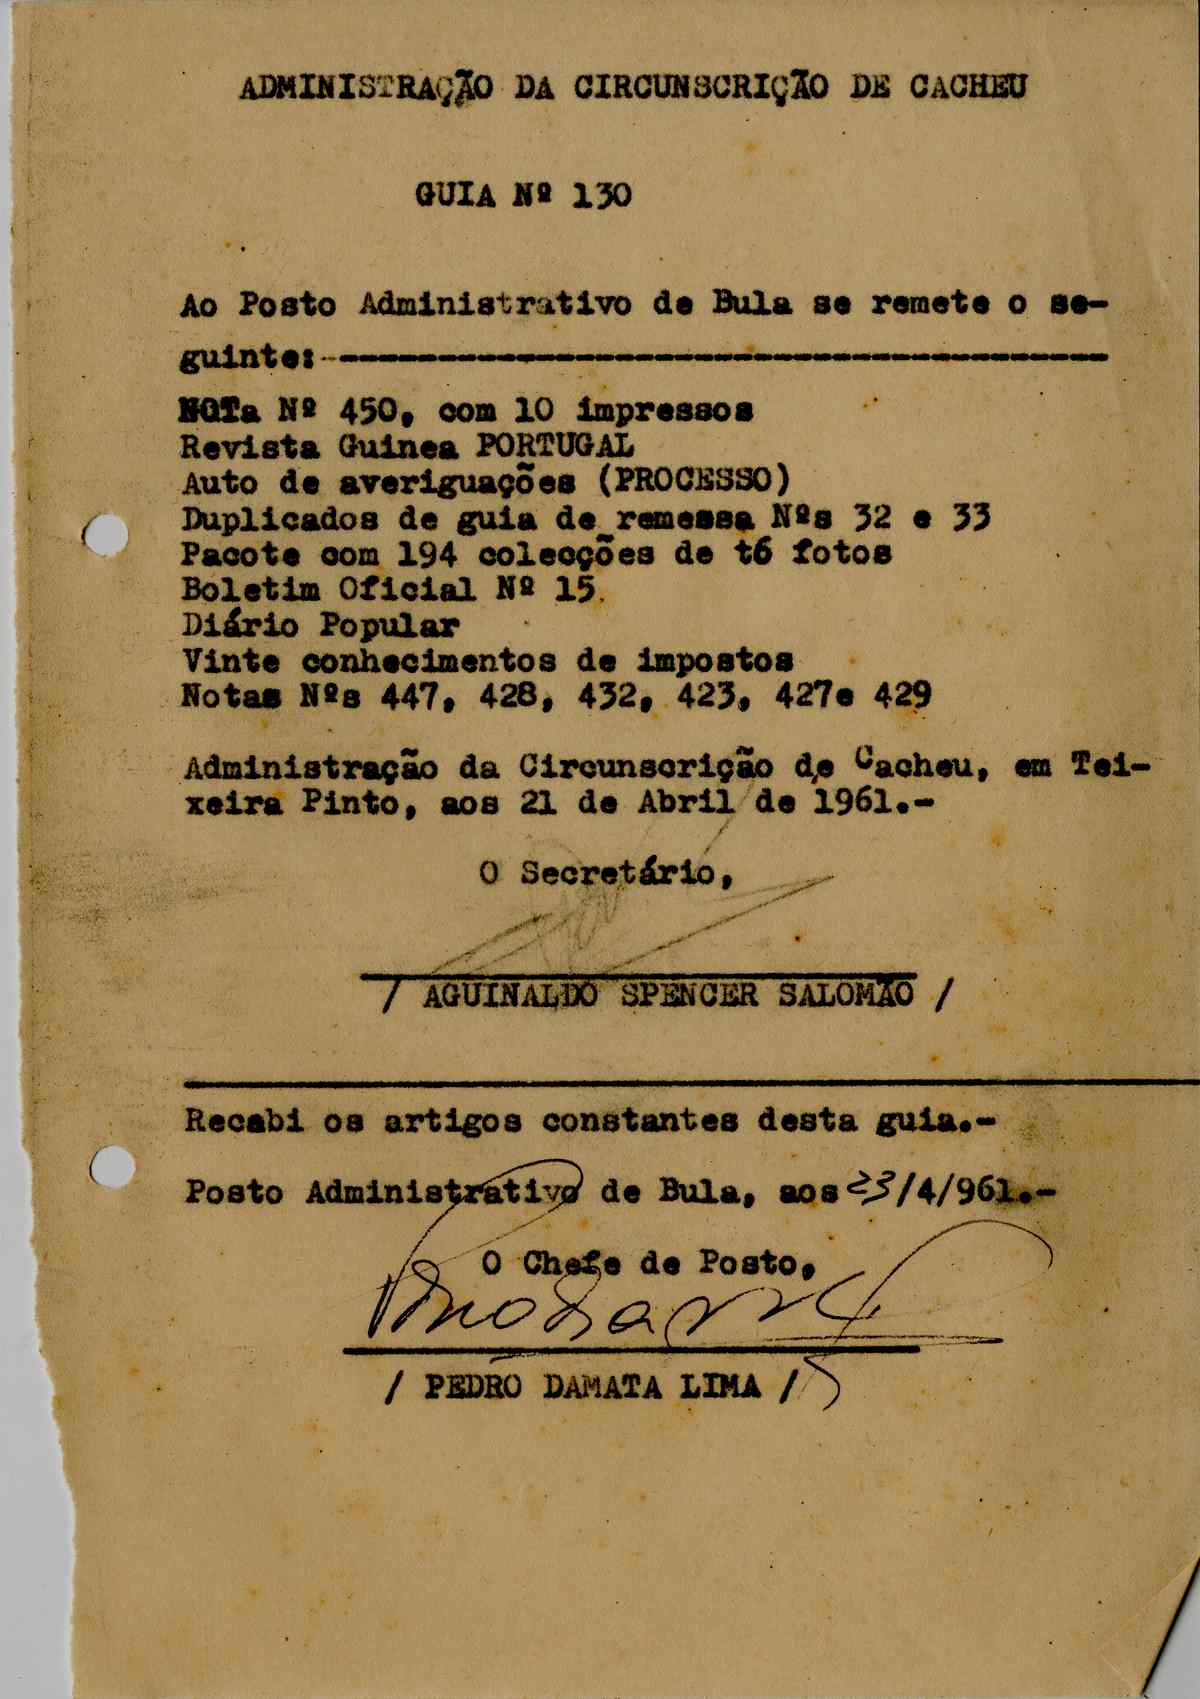 ADMINISTRAÇÃO DA CIRCUNSCRIÇÃO DE CACHEU
GUIA Nº 130
Ao Posto Administrativo de Bula se remete o se-
guinte:----------------------------------------
NOTa Nº 450, com 10 impressos
Revista Guinea PORTUGAL
Auto de averiguações (PROCESSO)
Duplicados de guia de remessa Nºs 32 e 33
Pacote com 194 colecções de t6 fotos
Boletim Oficial Nº 15.
Diário Popular
Vinte conhecimentos de impostos
Notas Nºs 447, 428, 432, 423, 427e 429
Administração da Circunscrição de Cacheu, em Tei-
xeira Pinto, aos 21 de Abril de 1961.-
O Secretário,
/ AGUINALDO SPENCER SALOMÃO /
Recabi os artigos constantes desta guia.-
Posto Administrativo de Bula, aos 23/4/961.-
O Chefe de Posto,
/ PEDRO DAMATA LIMA /